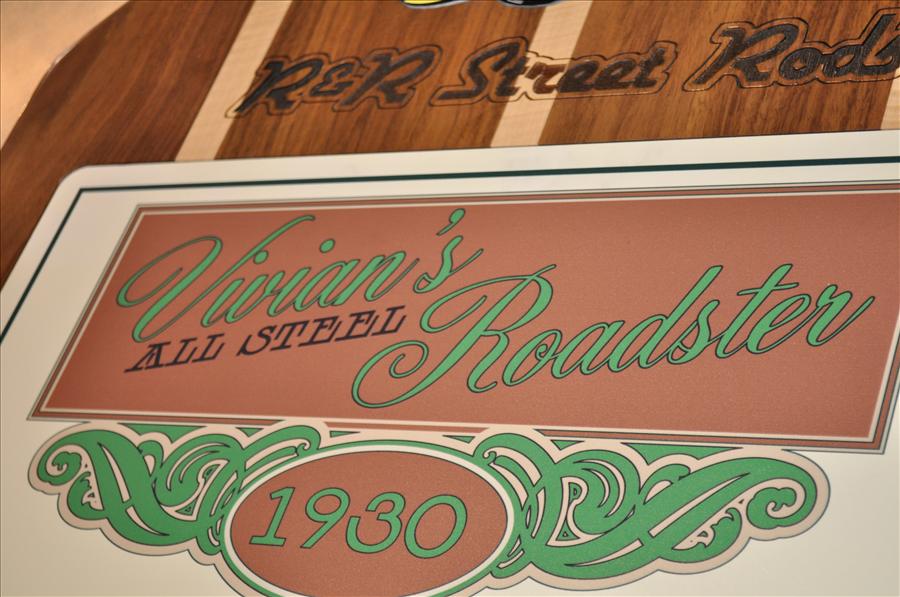 R&R Street Rod's
Vivian's
ALL STEEL
Roadster
1930